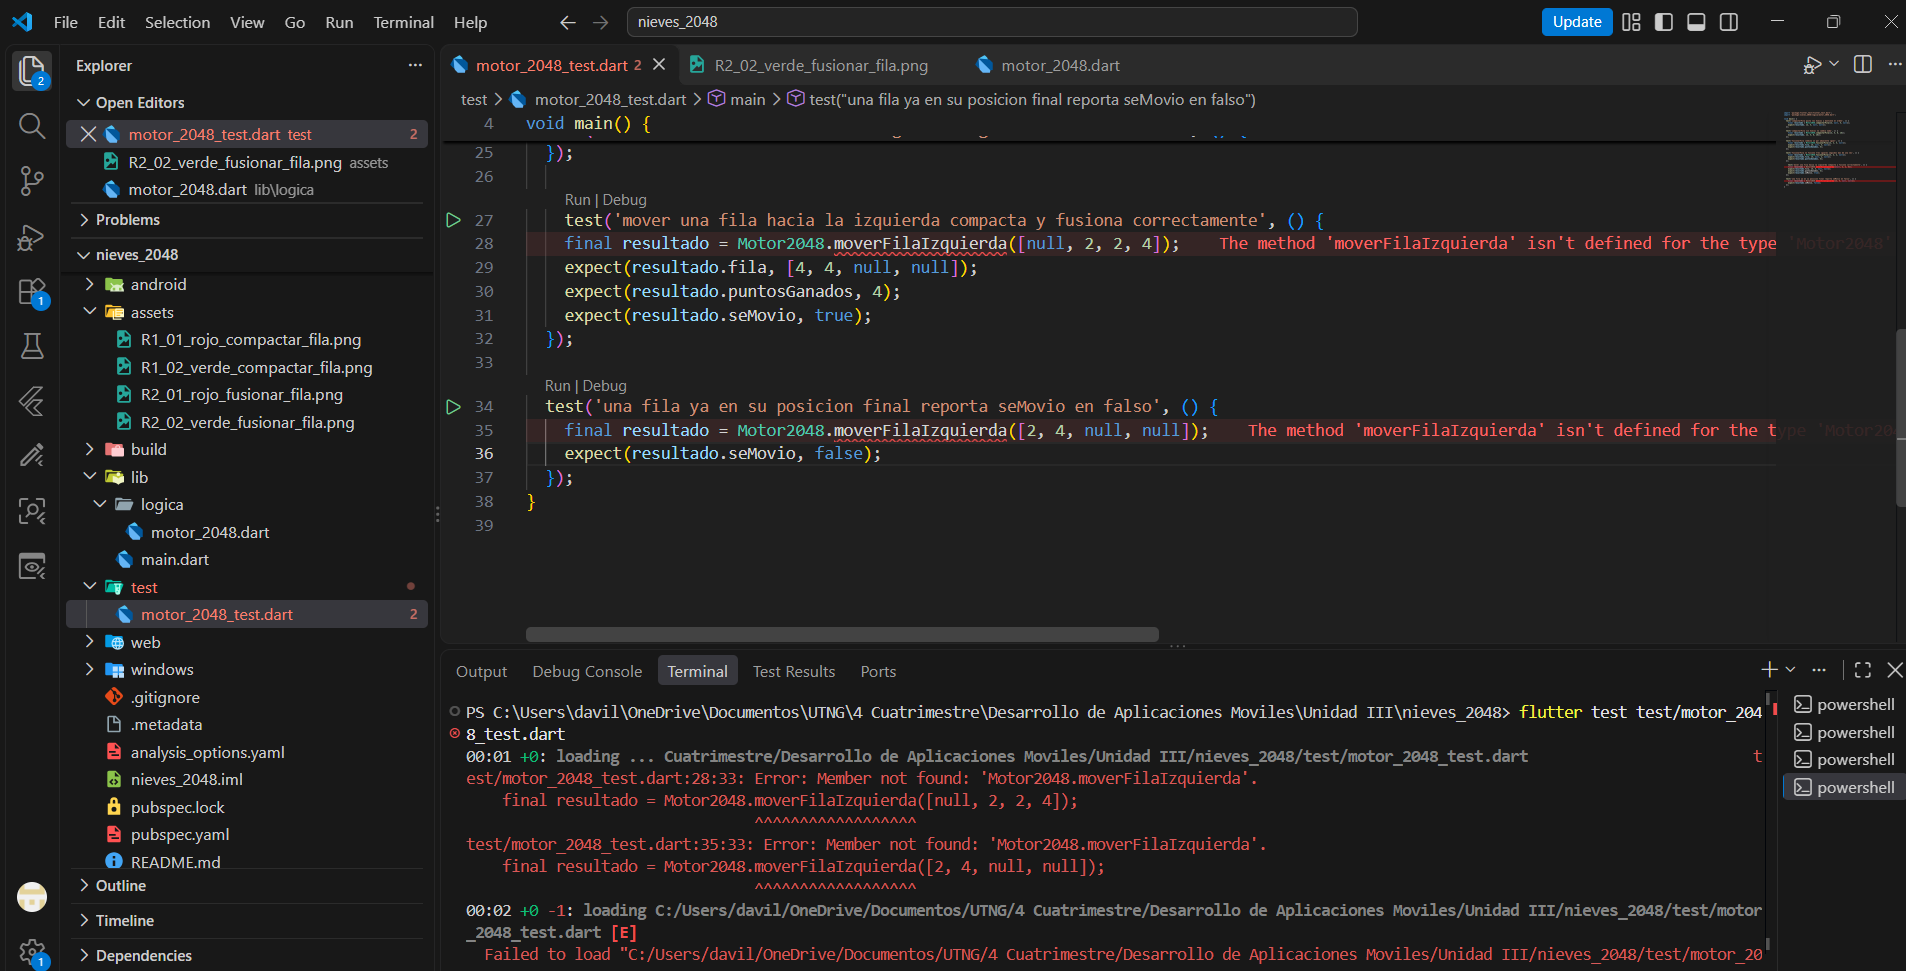 File Edit Selection View Go Run Terminal Help
nieves_2048
Update
Explorer
Open Editors
motor_2048_test.dart test 2
R2_02_verde_fusionar_fila.png assets
motor_2048.dart lib\logica
Problems
nieves_2048
android
assets
R1_01_rojo_compactar_fila.png
R1_02_verde_compactar_fila.png
R2_01_rojo_fusionar_fila.png
R2_02_verde_fusionar_fila.png
build
lib
logica
motor_2048.dart
main.dart
test
motor_2048_test.dart 2
web
windows
.gitignore
.metadata
analysis_options.yaml
nieves_2048.iml
pubspec.lock
pubspec.yaml
README.md
Outline
Timeline
Dependencies
2
1
1
motor_2048_test.dart 2
R2_02_verde_fusionar_fila.png
motor_2048.dart
test > motor_2048_test.dart > main > test("una fila ya en su posicion final reporta seMovio en falso")
4 void main() {
25 });
26
Run | Debug
27 test('mover una fila hacia la izquierda compacta y fusiona correctamente', () {
28 final resultado = Motor2048.moverFilaIzquierda([null, 2, 2, 4]); The method 'moverFilaIzquierda' isn't defined for the type 'Motor2048'
29 expect(resultado.fila, [4, 4, null, null]);
30 expect(resultado.puntosGanados, 4);
31 expect(resultado.seMovio, true);
32 });
33
Run | Debug
34 test('una fila ya en su posicion final reporta seMovio en falso', () {
35 final resultado = Motor2048.moverFilaIzquierda([2, 4, null, null]); The method 'moverFilaIzquierda' isn't defined for the type 'Motor20
36 expect(resultado.seMovio, false);
37 });
38 }
39
Output Debug Console Terminal Test Results Ports
PS C:\Users\davil\OneDrive\Documentos\UTNG\4 Cuatrimestre\Desarrollo de Aplicaciones Moviles\Unidad III\nieves_2048> flutter test test/motor_204
8_test.dart
00:01 +0: loading ... Cuatrimestre/Desarrollo de Aplicaciones Moviles/Unidad III/nieves_2048/test/motor_2048_test.dart t
est/motor_2048_test.dart:28:33: Error: Member not found: 'Motor2048.moverFilaIzquierda'.
final resultado = Motor2048.moverFilaIzquierda([null, 2, 2, 4]);
^^^^^^^^^^^^^^^^^^
test/motor_2048_test.dart:35:33: Error: Member not found: 'Motor2048.moverFilaIzquierda'.
final resultado = Motor2048.moverFilaIzquierda([2, 4, null, null]);
^^^^^^^^^^^^^^^^^^
00:02 +0 -1: loading C:/Users/davil/OneDrive/Documentos/UTNG/4 Cuatrimestre/Desarrollo de Aplicaciones Moviles/Unidad III/nieves_2048/test/motor
_2048_test.dart [E]
Failed to load "C:/Users/davil/OneDrive/Documentos/UTNG/4 Cuatrimestre/Desarrollo de Aplicaciones Moviles/Unidad III/nieves_2048/test/motor_20
powershell
powershell
powershell
powershell